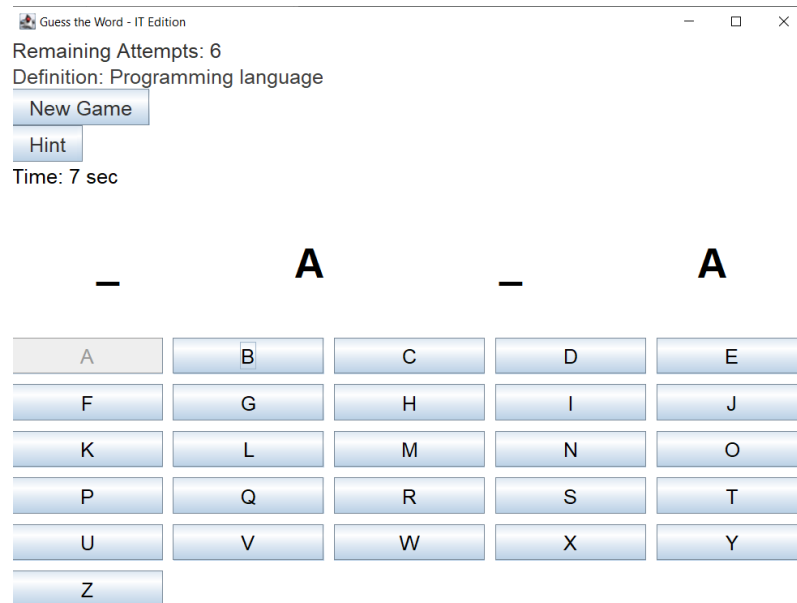 Guess the Word - IT Edition
Remaining Attempts: 6
Definition: Programming language
New Game
Hint
Time: 7 sec
_ A _ A
A B C D E
F G H I J
K L M N O
P Q R S T
U V W X Y
Z